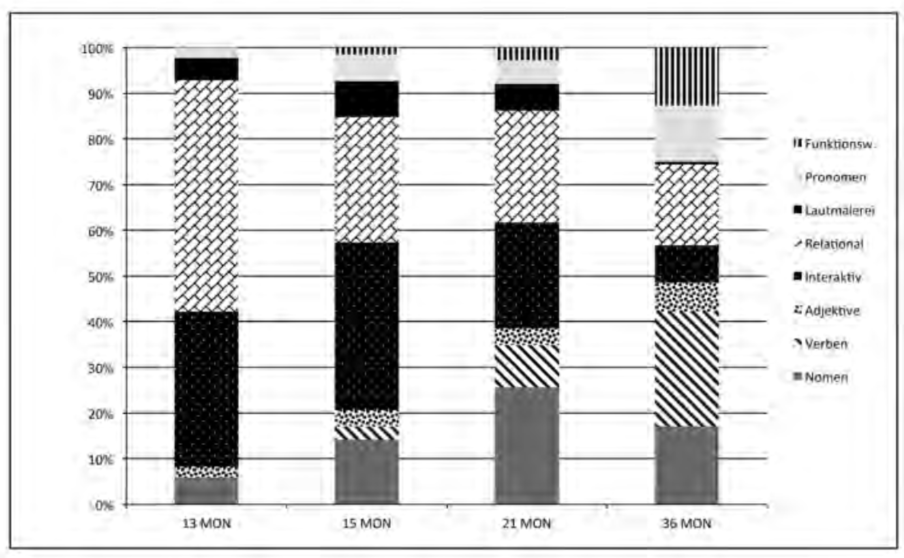 100%
90%
80%
70%
60%
50%
40%
30%
20%
10%
0%
13 MON
15 MON
21 MON
36 MON
Funktionsw.
Pronomen
Lautmalerei
Relational
Interaktiv
Adjektive
Verben
Nomen